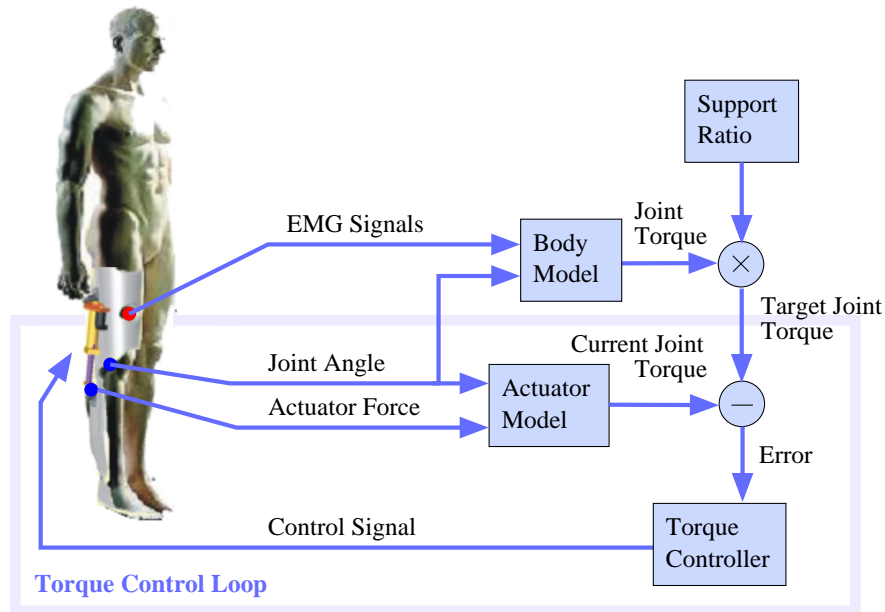 Support
Ratio
EMG Signals
Body
Model
Joint
Torque
×
Target Joint
Torque
Joint Angle
Current Joint
Torque
Actuator Force
Actuator
Model
−
Error
Control Signal
Torque
Controller
Torque Control Loop